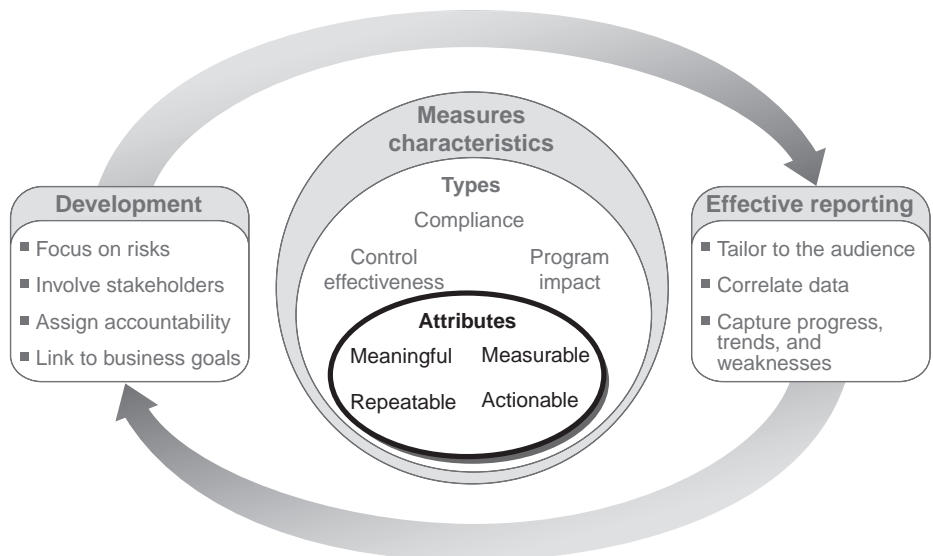 Measures
characteristics
Types
Compliance
Control
effectiveness
Program
impact
Attributes
Meaningful
Measurable
Repeatable
Actionable
Development
■ Focus on risks
■ Involve stakeholders
■ Assign accountability
■ Link to business goals
Effective reporting
■ Tailor to the audience
■ Correlate data
■ Capture progress,
trends, and
weaknesses